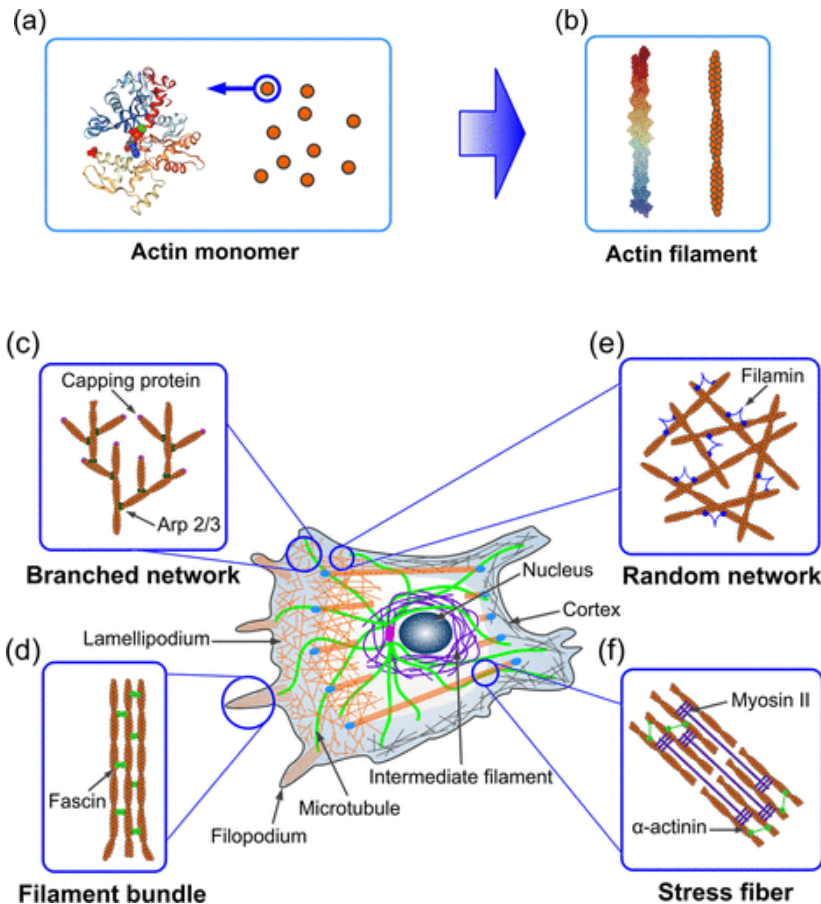 (a)
Actin monomer
(b)
Actin filament
(c)
Capping protein
Arp 2/3
Branched network
(e)
Filamin
Random network
Nucleus
Cortex
Lamellipodium
Intermediate filament
Microtubule
Filopodium
(d)
Fascin
Filament bundle
(f)
Myosin II
α-actinin
Stress fiber